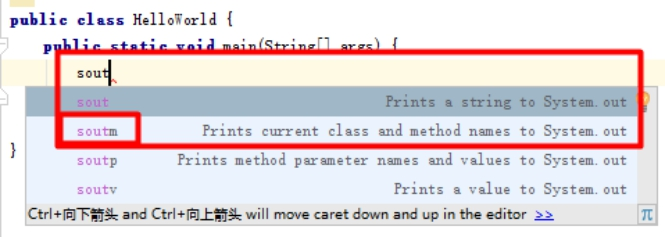 public class HelloWorld {
public static void main(String[] args) {
sout
sout Prints a string to System.out
soutm Prints current class and method names to System.out
soutp Prints method parameter names and values to System.out
soutv Prints a value to System.out
}
Ctrl+向下箭头 and Ctrl+向上箭头 will move caret down and up in the editor >> π